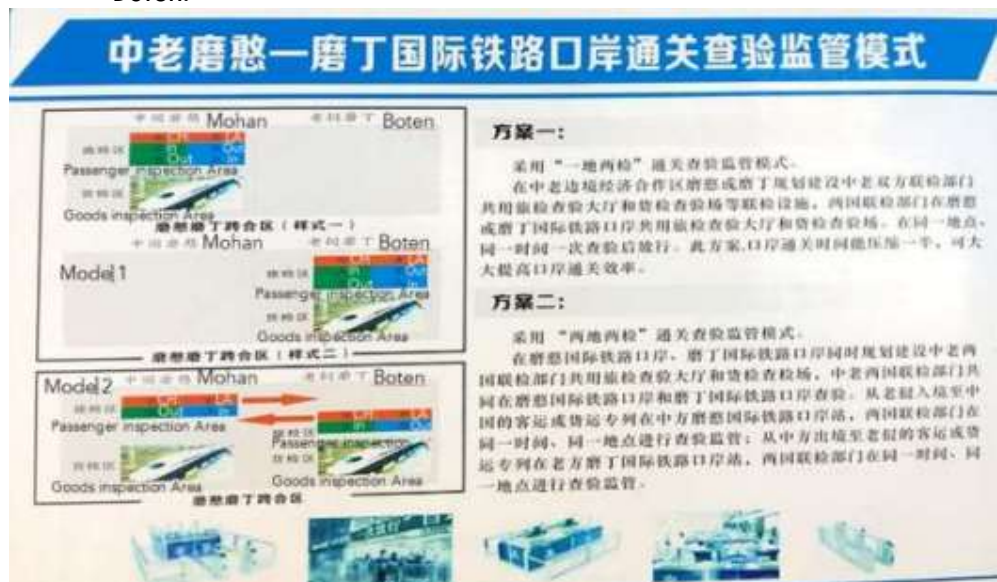 Boten.
中老磨憨—磨丁国际铁路口岸通关查验监管模式
Mohan
Boten
CH
LA
In
Out
Out
In
Passenger inspection Area
Goods inspection Area
磨憨磨丁跨合区（样式一）
Mohan
Boten
Model 1
CH
LA
In
Out
Out
In
Passenger inspection Area
Goods inspection Area
磨憨磨丁跨合区（样式二）
Model 2
Mohan
Boten
CH
LA
Out
In
Passenger inspection Area
CH
LA
In
Out
Passenger inspection Area
Goods inspection Area
Goods inspection Area
磨憨磨丁跨合区
方案一：
采用“一地两检”通关查验监管模式。
在中老边境经济合作区磨憨或磨丁规划建设中老双方联检部门
共用旅检查验大厅和货检查验场等联检设施，两国联检部门在磨憨
或磨丁国际铁路口岸共用旅检查验大厅和货检查验场。在同一地点、
同一时间一次查验后放行。此方案，口岸通关时间能压缩一半，可大
大提高口岸通关效率。
方案二：
采用“两地两检”通关查验监管模式。
在磨憨国际铁路口岸、磨丁国际铁路口岸同时规划建设中老两
国联检部门共用旅检查验大厅和货检查检场，中老两国联检部门共
同在磨憨国际铁路口岸和磨丁国际铁路口岸查验。从老挝入境至中
国的客运或货运专列在中方磨憨国际铁路口岸站，两国联检部门在
同一时间、同一地点进行查验监管；从中方出境至老挝的客运或货
运专列在老方磨丁国际铁路口岸站，两国联检部门在同一时间、同
一地点进行查验监管。